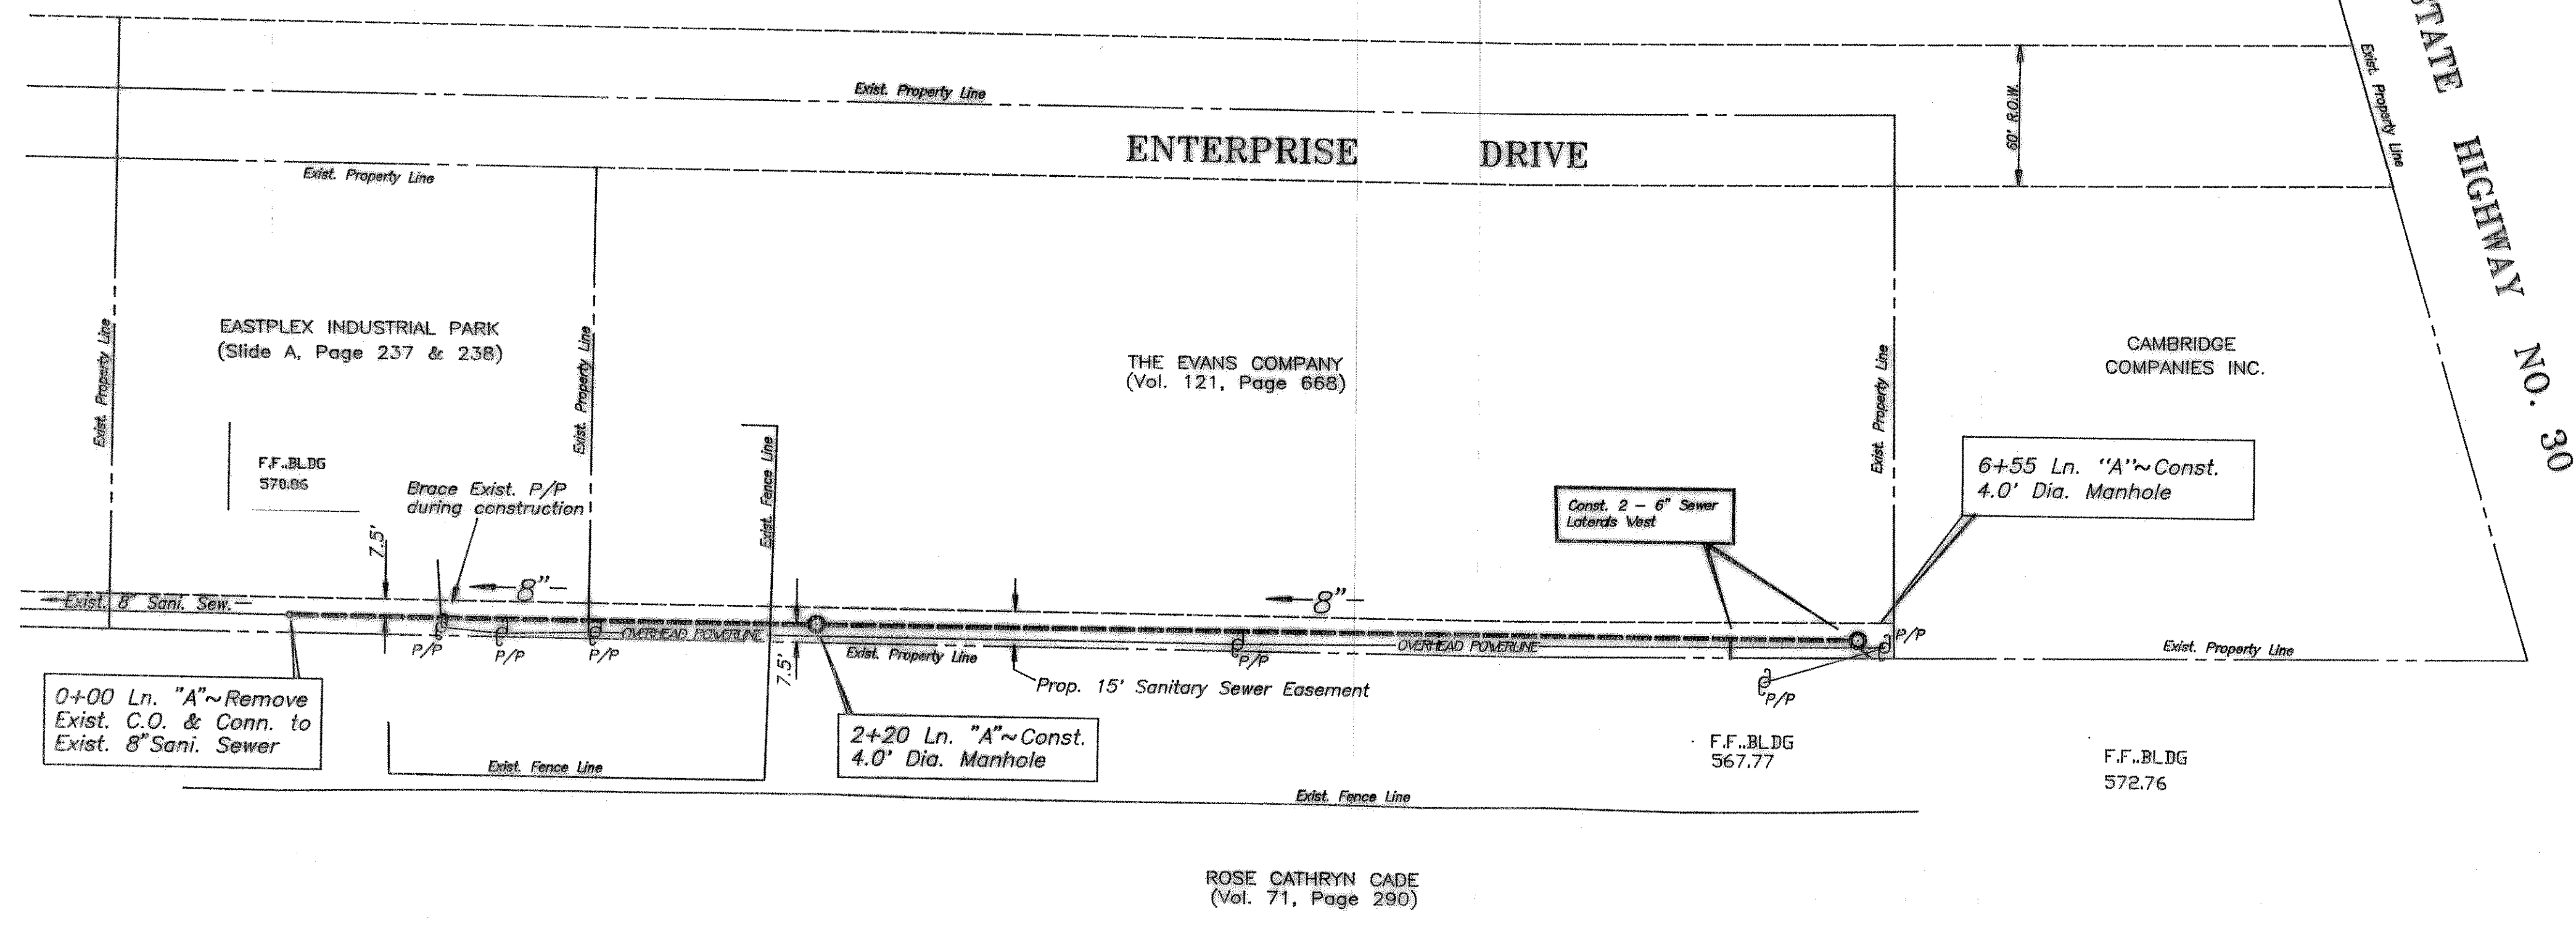 STATE HIGHWAY NO. 30
Exist. Property Line
Exist. Property Line
60' R.O.W.
ENTERPRISE DRIVE
Exist. Property Line
EASTPLEX INDUSTRIAL PARK
(Slide A, Page 237 & 238)
THE EVANS COMPANY
(Vol. 121, Page 668)
CAMBRIDGE
COMPANIES INC.
Exist. Property Line
Exist. Property Line
Exist. Property Line
F.F..BLDG
570.86
Brace Exist. P/P
during construction
Exist. Fence Line
6+55 Ln. "A"~Const.
4.0' Dia. Manhole
Const. 2 - 6" Sewer
Laterals West
7.5'
8"
8"
Exist. 8" Sani. Sew.
OVERHEAD POWERLINE
OVERHEAD POWERLINE
P/P
P/P
P/P
P/P
P/P
P/P
Exist. Property Line
Exist. Property Line
7.5'
Prop. 15' Sanitary Sewer Easement
0+00 Ln. "A"~Remove
Exist. C.O. & Conn. to
Exist. 8"Sani. Sewer
2+20 Ln. "A"~Const.
4.0' Dia. Manhole
F.F..BLDG
567.77
F.F..BLDG
572.76
Exist. Fence Line
Exist. Fence Line
ROSE CATHRYN CADE
(Vol. 71, Page 290)